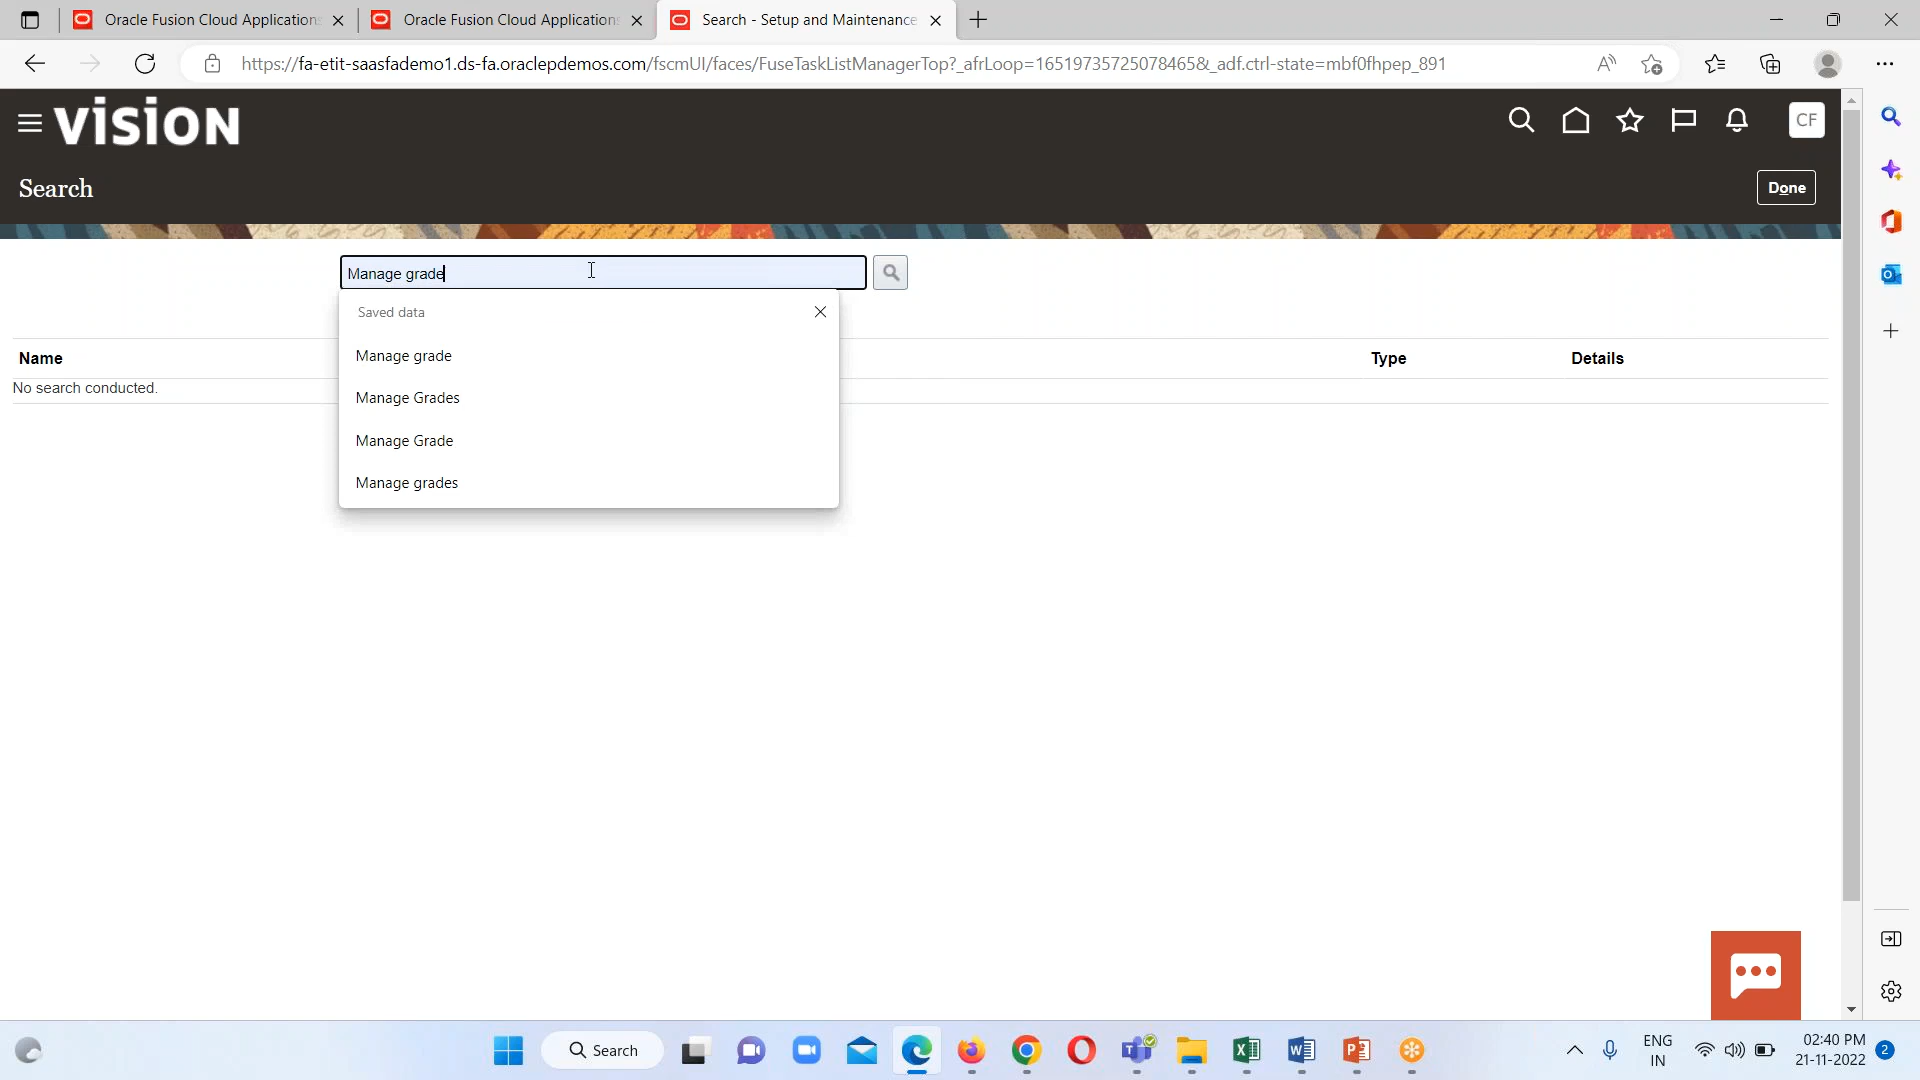 Oracle Fusion Cloud Applications
Oracle Fusion Cloud Applications
Search - Setup and Maintenance
https://fa-etit-saasfademo1.ds-fa.oraclepdemos.com/fscmUI/faces/FuseTaskListManagerTop?_afrLoop=16519735725078465&_adf.ctrl-state=mbf0fhpep_891
VISION
CF
Search
Done
Manage grade
Saved data
Manage grade
Manage Grades
Manage Grade
Manage grades
Name
Type
Details
No search conducted.
Search
ENG
IN
02:40 PM
21-11-2022
2